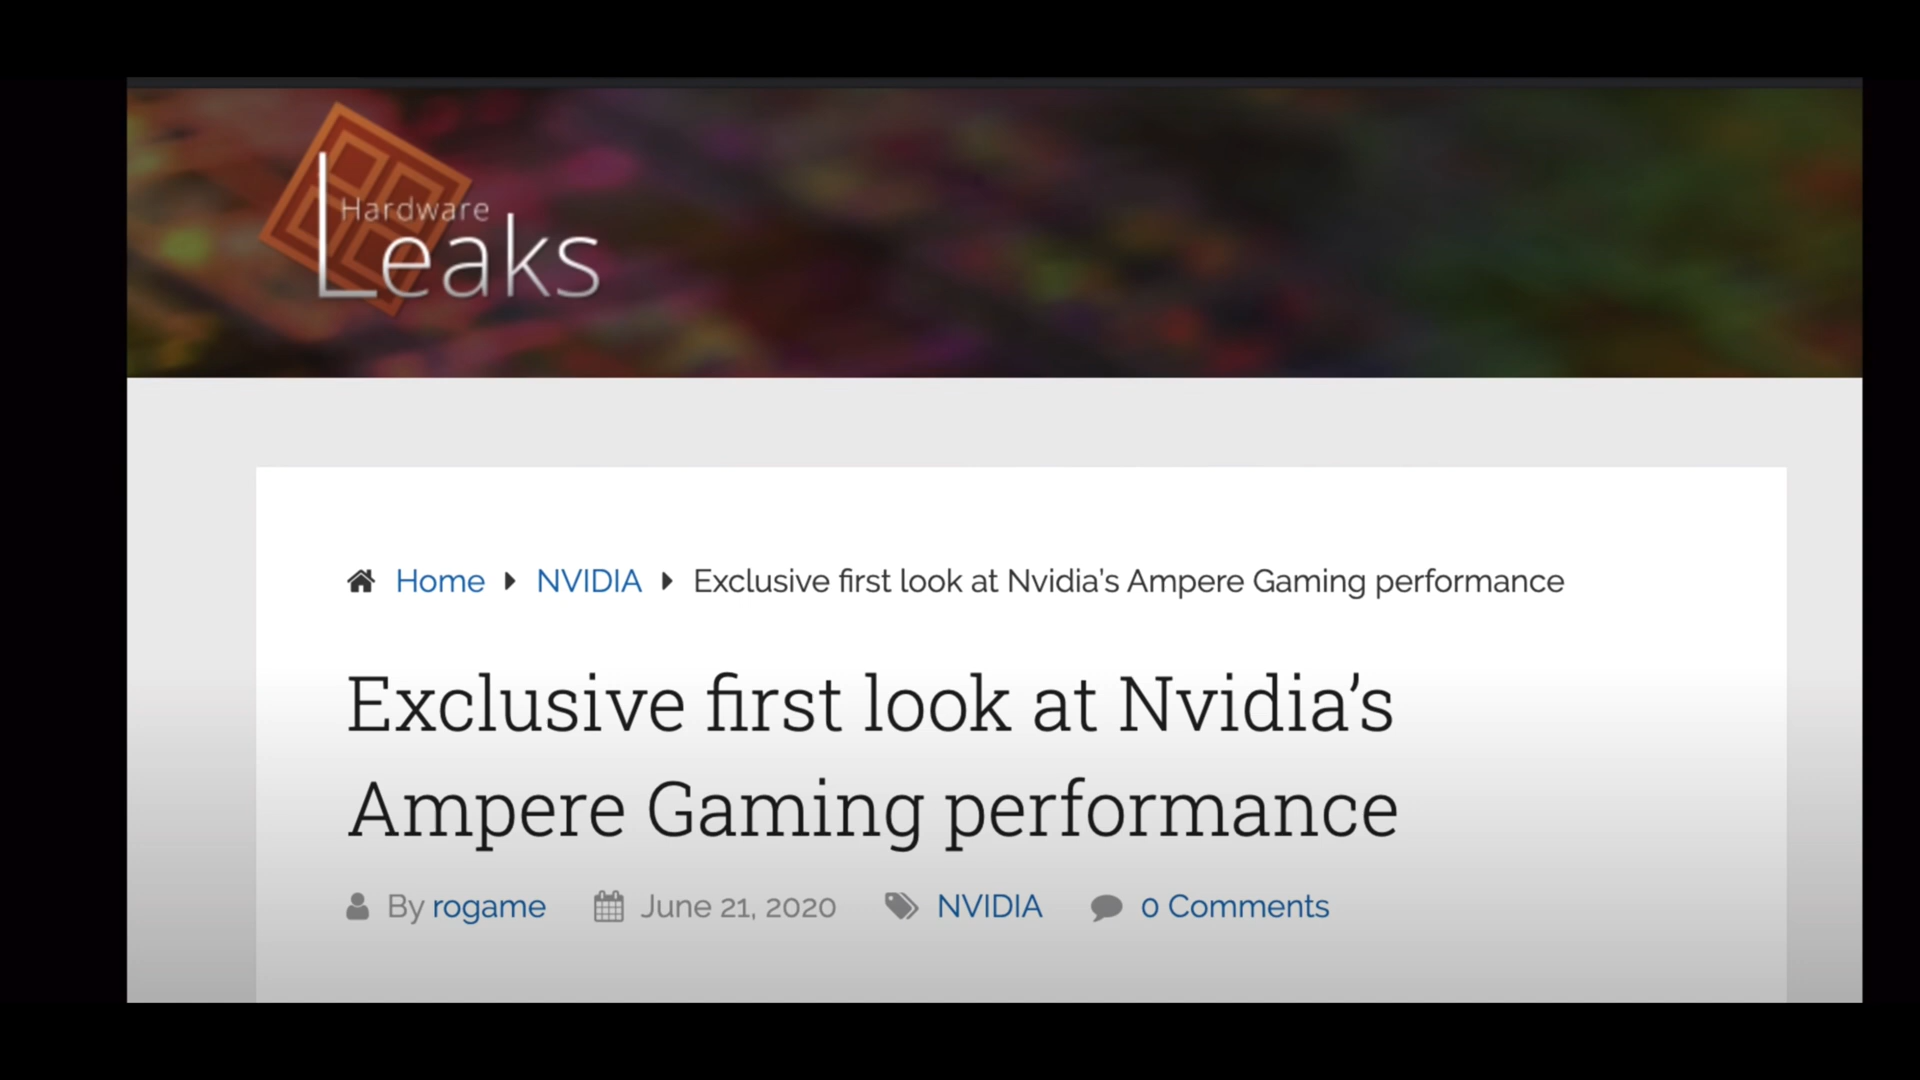 Hardware
Leaks
Home NVIDIA Exclusive first look at Nvidia's Ampere Gaming performance
Exclusive first look at Nvidia’s
Ampere Gaming performance
By rogame June 21, 2020 NVIDIA 0 Comments